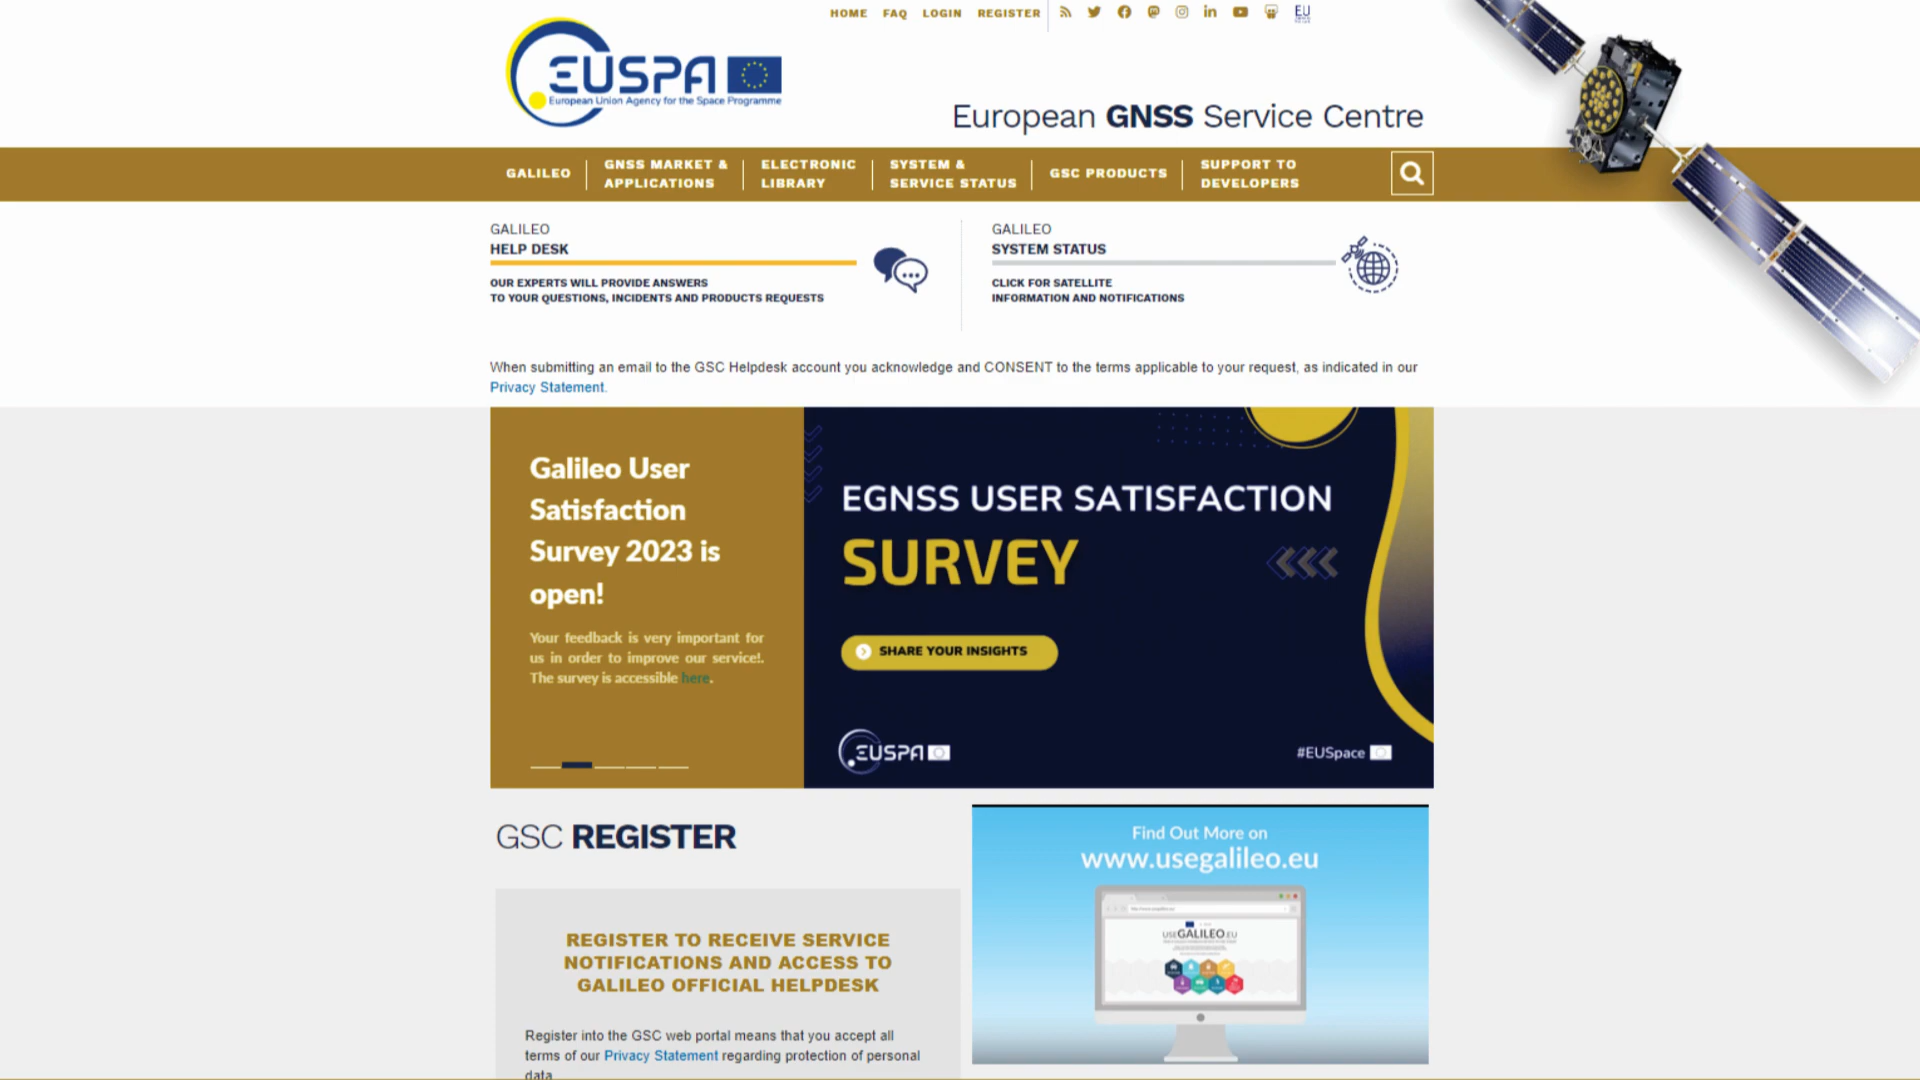 HOME FAQ LOGIN REGISTER
EU
EUSPA
European Union Agency for the Space Programme
European GNSS Service Centre
GALILEO
GNSS MARKET &
APPLICATIONS
ELECTRONIC
LIBRARY
SYSTEM &
SERVICE STATUS
GSC PRODUCTS
SUPPORT TO
DEVELOPERS
GALILEO
HELP DESK
OUR EXPERTS WILL PROVIDE ANSWERS
TO YOUR QUESTIONS, INCIDENTS AND PRODUCTS REQUESTS
GALILEO
SYSTEM STATUS
CLICK FOR SATELLITE
INFORMATION AND NOTIFICATIONS
When submitting an email to the GSC Helpdesk account you acknowledge and CONSENT to the terms applicable to your request, as indicated in our
Privacy Statement.
Galileo User
Satisfaction
Survey 2023 is
open!
Your feedback is very important for
us in order to improve our service!.
The survey is accessible here.
EGNSS USER SATISFACTION
SURVEY
SHARE YOUR INSIGHTS
EUSPA
#EUSpace
GSC REGISTER
REGISTER TO RECEIVE SERVICE
NOTIFICATIONS AND ACCESS TO
GALILEO OFFICIAL HELPDESK
Register into the GSC web portal means that you accept all
terms of our Privacy Statement regarding protection of personal
data
Find Out More on
www.usegalileo.eu
USEGALILEO.EU